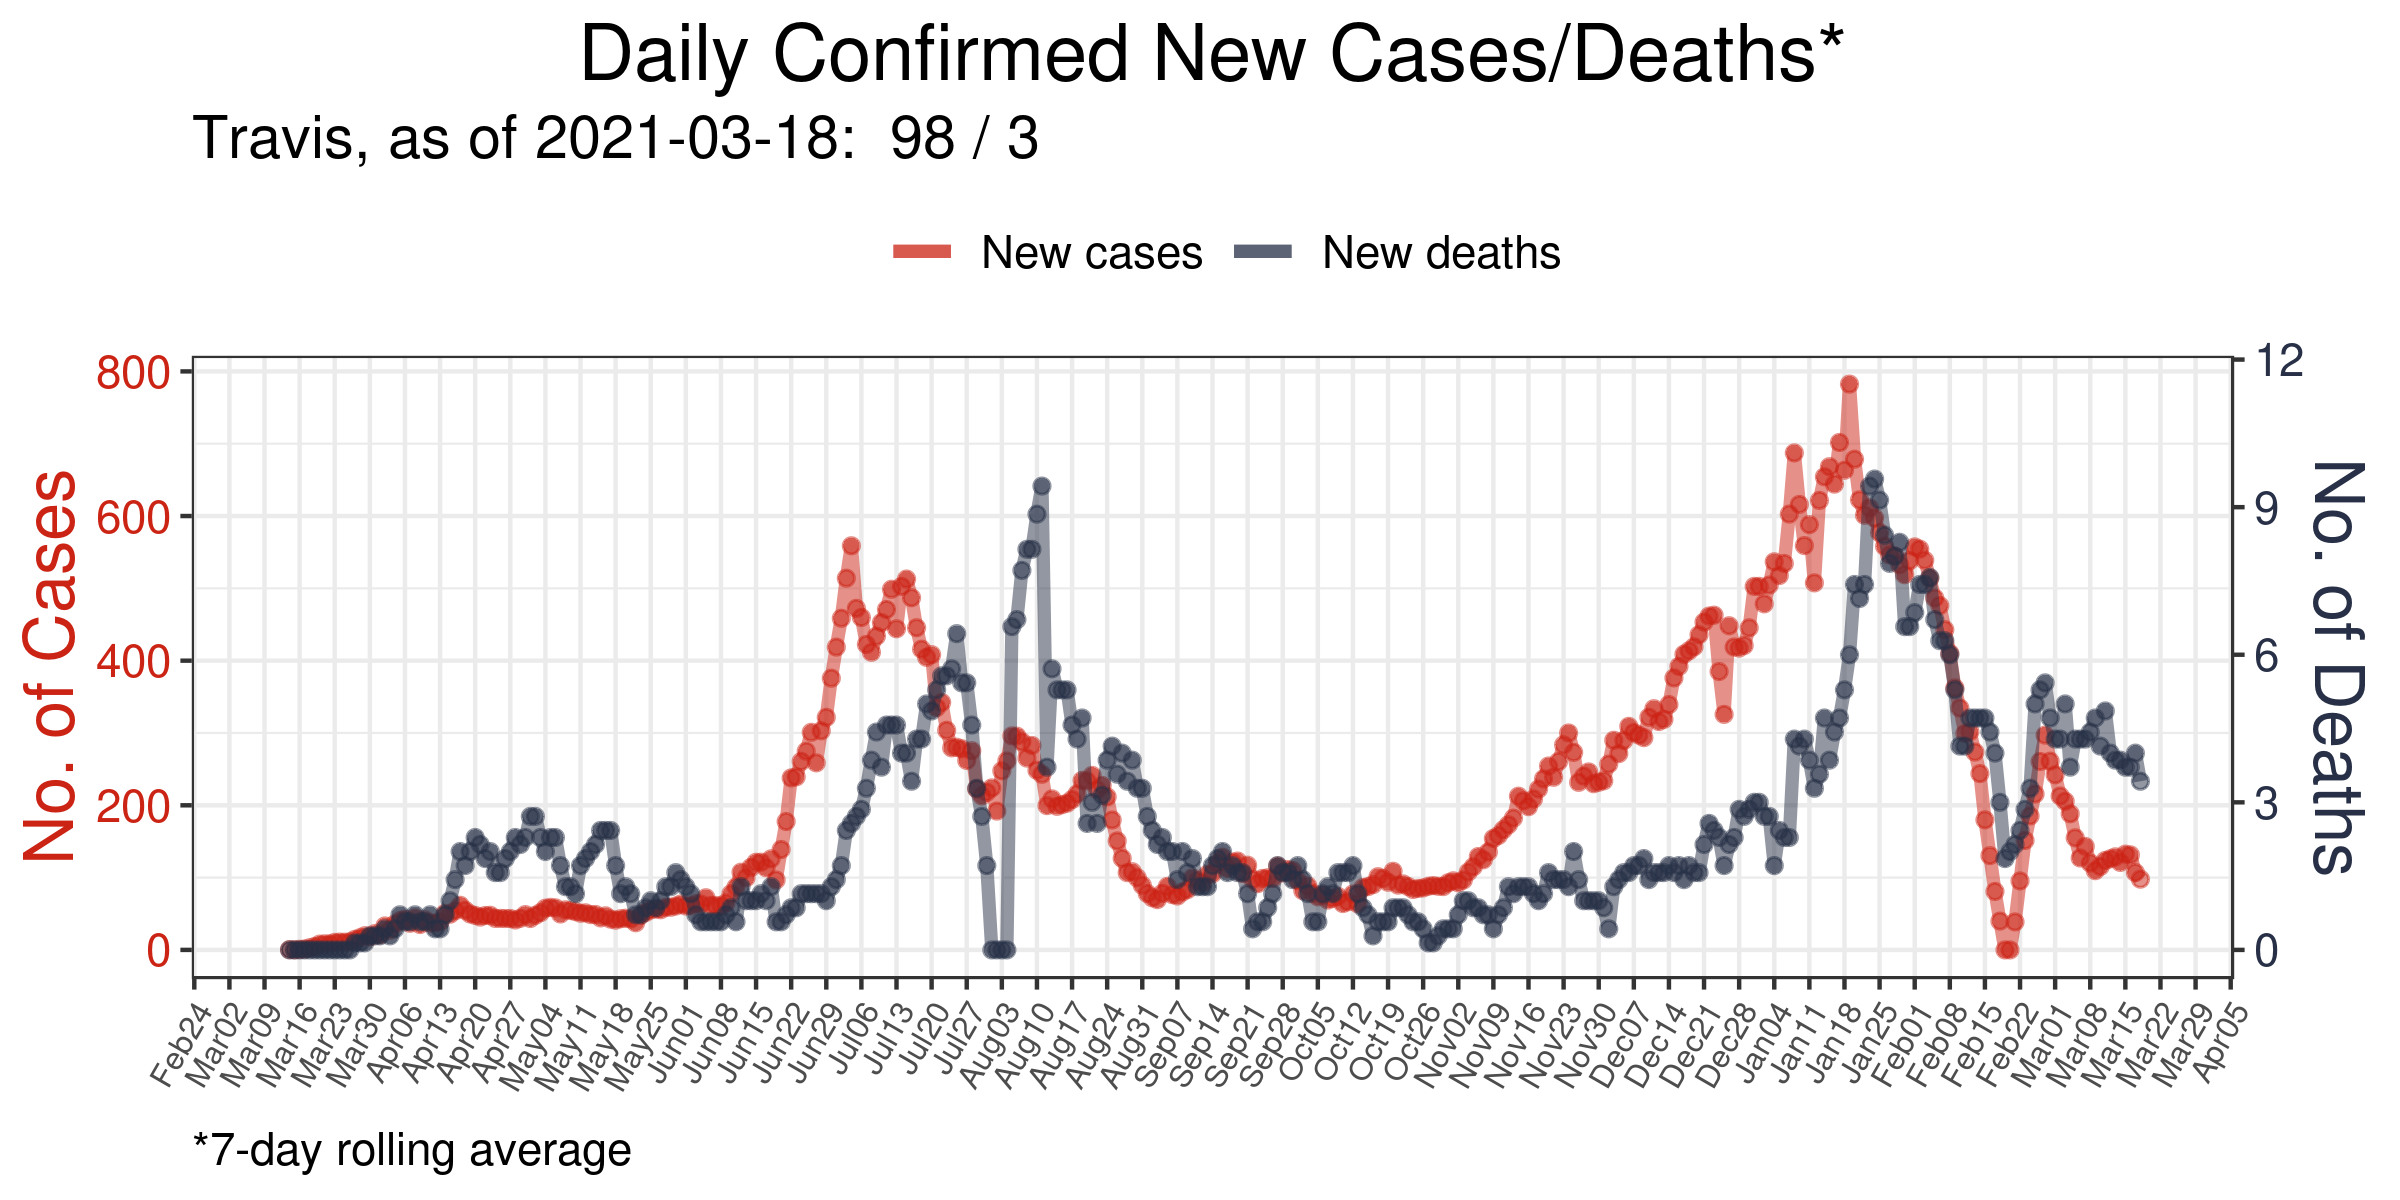 Daily Confirmed New Cases/Deaths*
Travis, as of 2021-03-18:  98 / 3
New cases
New deaths
No. of Cases
800
600
400
200
0
12
9
6
3
0
No. of Deaths
Feb24
Mar02
Mar09
Mar16
Mar23
Mar30
Apr06
Apr13
Apr20
Apr27
May04
May11
May18
May25
Jun01
Jun08
Jun15
Jun22
Jun29
Jul06
Jul13
Jul20
Jul27
Aug03
Aug10
Aug17
Aug24
Aug31
Sep07
Sep14
Sep21
Sep28
Oct05
Oct12
Oct19
Oct26
Nov02
Nov09
Nov16
Nov23
Nov30
Dec07
Dec14
Dec21
Dec28
Jan04
Jan11
Jan18
Jan25
Feb01
Feb08
Feb15
Feb22
Mar01
Mar08
Mar15
Mar22
Mar29
Apr05
*7-day rolling average